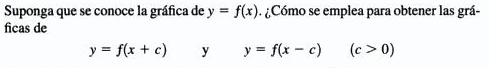 Suponga que se conoce la gráfica de y = f(x). ¿Cómo se emplea para obtener las grá-
ficas de
y = f(x + c) y y = f(x − c) (c > 0)